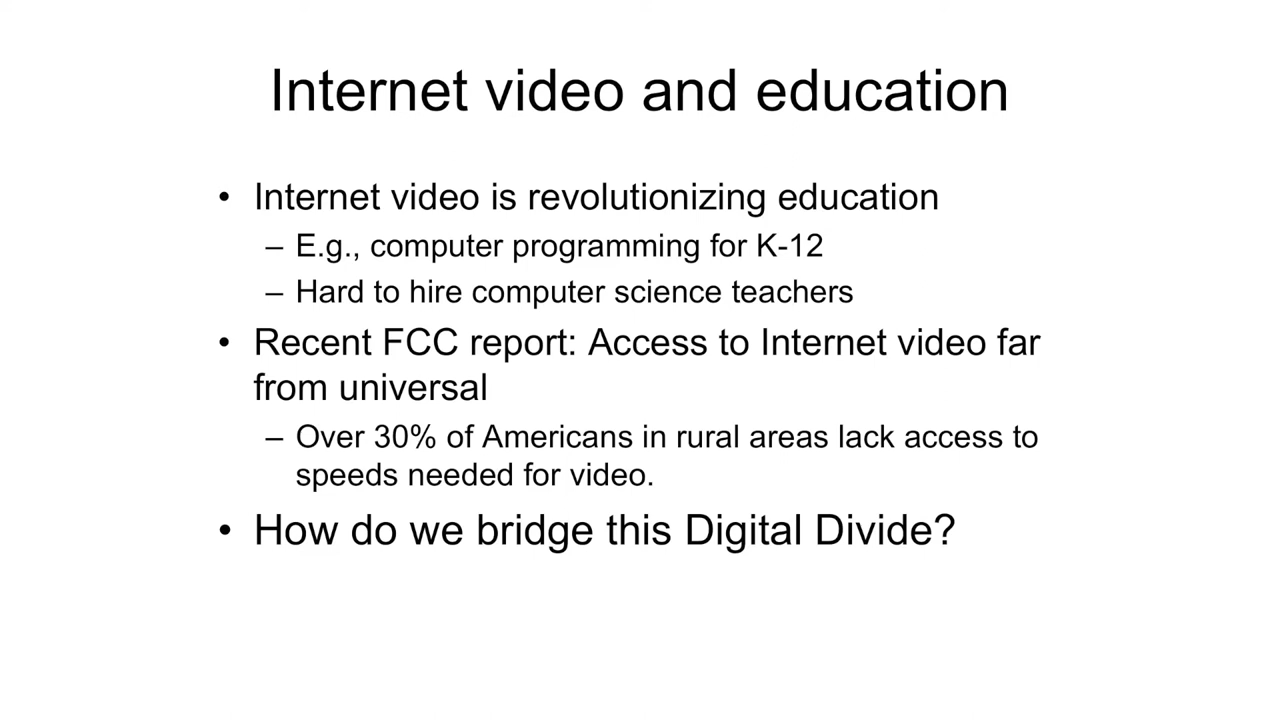 Internet video and education
• Internet video is revolutionizing education
– E.g., computer programming for K-12
– Hard to hire computer science teachers
• Recent FCC report: Access to Internet video far
from universal
– Over 30% of Americans in rural areas lack access to
speeds needed for video.
• How do we bridge this Digital Divide?